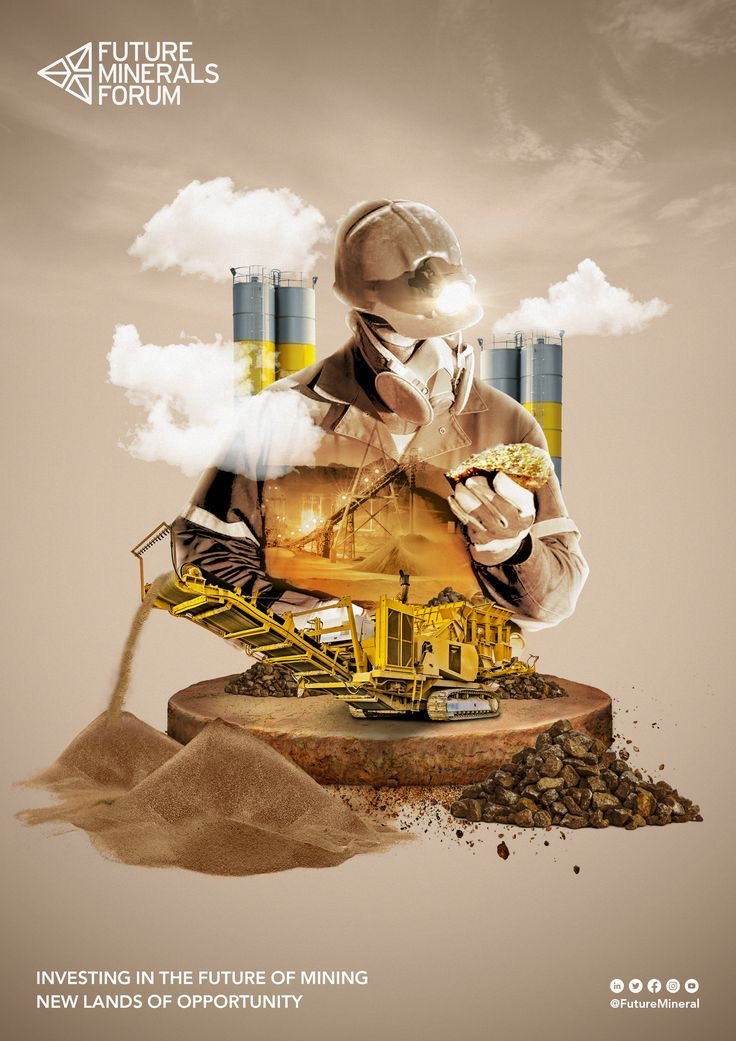 FUTURE
MINERALS
FORUM
INVESTING IN THE FUTURE OF MINING
NEW LANDS OF OPPORTUNITY
@FutureMineral